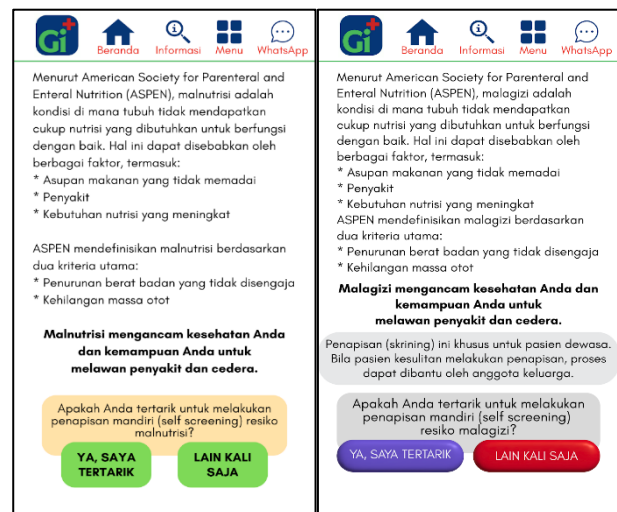 Gi
Beranda
Informasi
Menu
WhatsApp
Menurut American Society for Parenteral and
Enteral Nutrition (ASPEN), malnutrisi adalah
kondisi di mana tubuh tidak mendapatkan
cukup nutrisi yang dibutuhkan untuk berfungsi
dengan baik. Hal ini dapat disebabkan oleh
berbagai faktor, termasuk:
* Asupan makanan yang tidak memadai
* Penyakit
* Kebutuhan nutrisi yang meningkat
ASPEN mendefinisikan malnutrisi berdasarkan
dua kriteria utama:
* Penurunan berat badan yang tidak disengaja
* Kehilangan massa otot
Malnutrisi mengancam kesehatan Anda
dan kemampuan Anda untuk
melawan penyakit dan cedera.
Apakah Anda tertarik untuk melakukan
penapisan mandiri (self screening) resiko
malnutrisi?
YA, SAYA
TERTARIK
LAIN KALI
SAJA
Gi
Beranda
Informasi
Menu
WhatsApp
Menurut American Society for Parenteral and
Enteral Nutrition (ASPEN), malagizi adalah
kondisi di mana tubuh tidak mendapatkan
cukup nutrisi yang dibutuhkan untuk berfungsi
dengan baik. Hal ini dapat disebabkan oleh
berbagai faktor, termasuk:
* Asupan makanan yang tidak memadai
* Penyakit
* Kebutuhan nutrisi yang meningkat
ASPEN mendefinisikan malagizi berdasarkan
dua kriteria utama:
* Penurunan berat badan yang tidak disengaja
* Kehilangan massa otot
Malagizi mengancam kesehatan Anda dan
kemampuan Anda untuk
melawan penyakit dan cedera.
Penapisan (skrining) ini khusus untuk pasien dewasa.
Bila pasien kesulitan melakukan penapisan, proses
dapat dibantu oleh anggota keluarga.
Apakah Anda tertarik untuk melakukan
penapisan mandiri (self screening)
resiko malagizi?
YA, SAYA TERTARIK
LAIN KALI SAJA